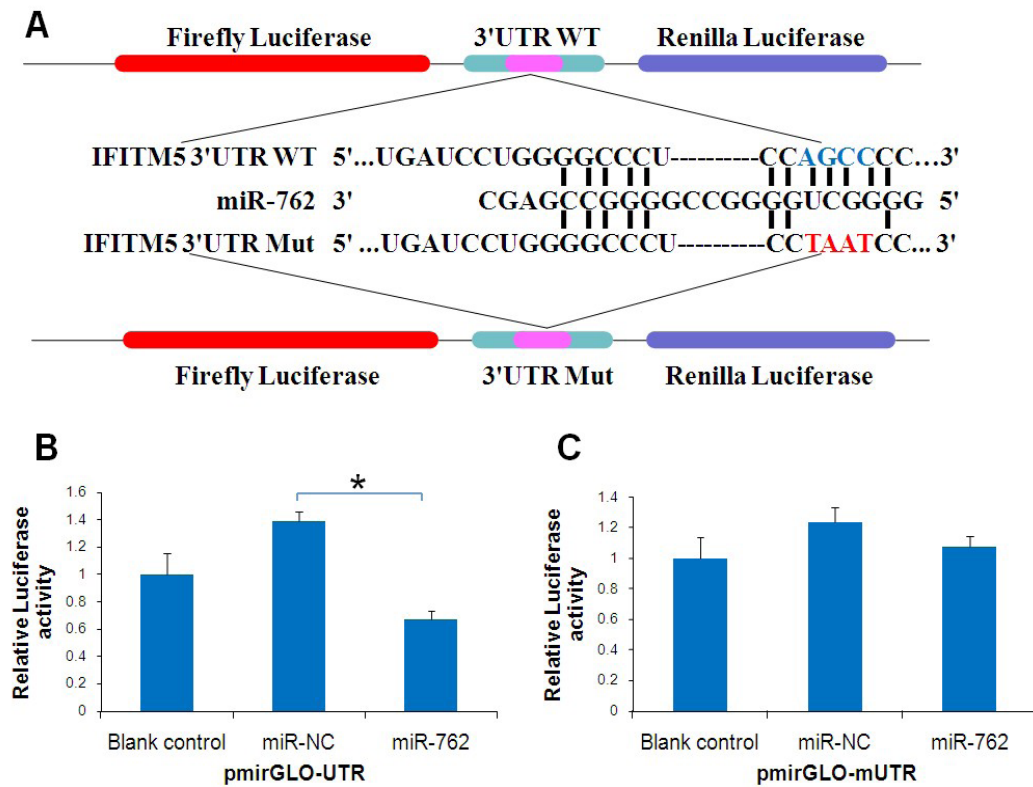 A
Firefly Luciferase 3'UTR WT Renilla Luciferase
IFITM5 3'UTR WT 5'...UGAUCCUGGGGCCCU----------CCAGCCCC...3'
miR-762 3' CGAGCCGGGGCCGGGGUCGGGG 5'
IFITM5 3'UTR Mut 5' ...UGAUCCUGGGGCCCU----------CCTAATCC... 3'
Firefly Luciferase 3'UTR Mut Renilla Luciferase
B
Relative Luciferase activity
1.6
1.4
1.2
1
0.8
0.6
0.4
0.2
0
*
Blank control miR-NC miR-762
pmirGLO-UTR
C
Relative Luciferase activity
1.4
1.2
1
0.8
0.6
0.4
0.2
0
Blank control miR-NC miR-762
pmirGLO-mUTR